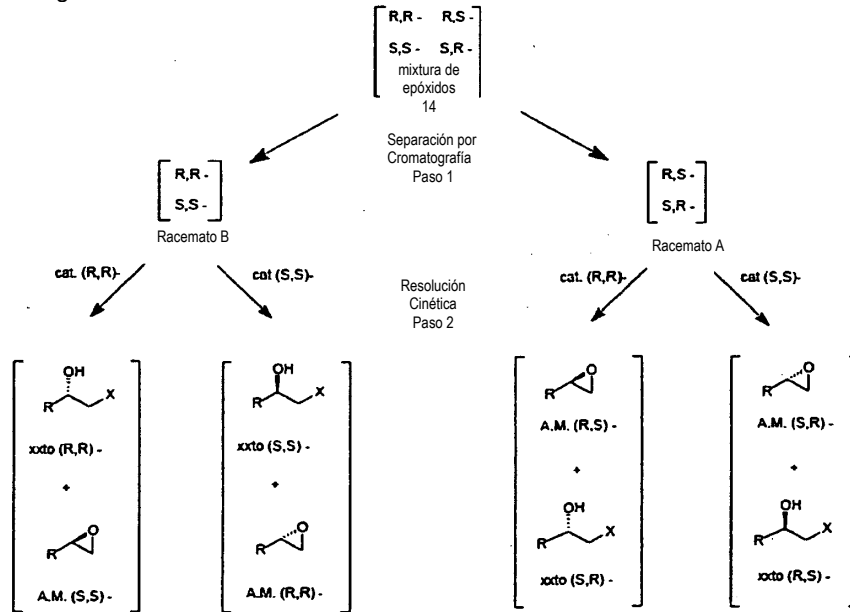 R,R - R,S -
S,S - S,R -
mixtura de
epóxidos
14
Separación por
Cromatografía
Paso 1
R,R -
S,S -
Racemato B
R,S -
S,R -
Racemato A
cat. (R,R)-
cat (S,S)-
Resolución
Cinética
Paso 2
cat. (R,R)-
cat (S,S)-
OH
R
X
xxto (R,R) -
+
O
R
A.M. (S,S) -
OH
R
X
xxto (S,S) -
+
O
R
A.M. (R,R) -
O
R
A.M. (R,S) -
+
OH
R
X
xxto (S,R) -
O
R
A.M. (S,R) -
+
OH
R
X
xxto (R,S) -